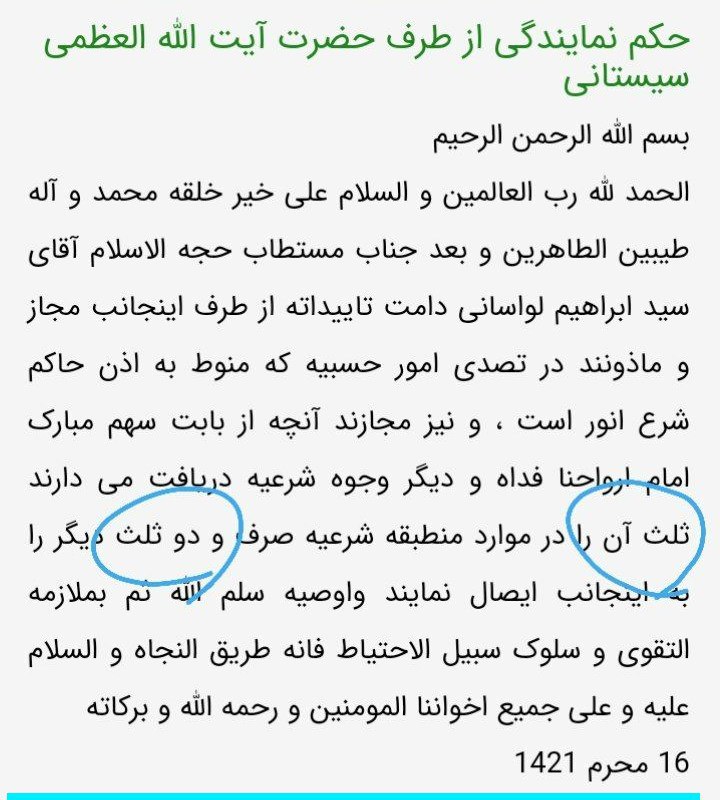 حکم نمایندگی از طرف حضرت آیت الله العظمی
سیستانی
بسم الله الرحمن الرحیم
الحمد لله رب العالمین و السلام علی خیر خلقه محمد و آله
طیبین الطاهرین و بعد جناب مستطاب حجه الاسلام آقای
سید ابراهیم لواسانی دامت تاییداته از طرف اینجانب مجاز
و ماذونند در تصدی امور حسبیه که منوط به اذن حاکم
شرع انور است ، و نیز مجازند آنچه از بابت سهم مبارک
امام ارواحنا فداه و دیگر وجوه شرعیه دریافت می دارند
ثلث آن را در موارد منطبقه شرعیه صرف و دو ثلث دیگر را
به اینجانب ایصال نمایند واوصیه سلم الله ثم بملازمه
التقوی و سلوک سبیل الاحتیاط فانه طریق النجاه و السلام
علیه و علی جمیع اخواننا المومنین و رحمه الله و برکاته
16 محرم 1421